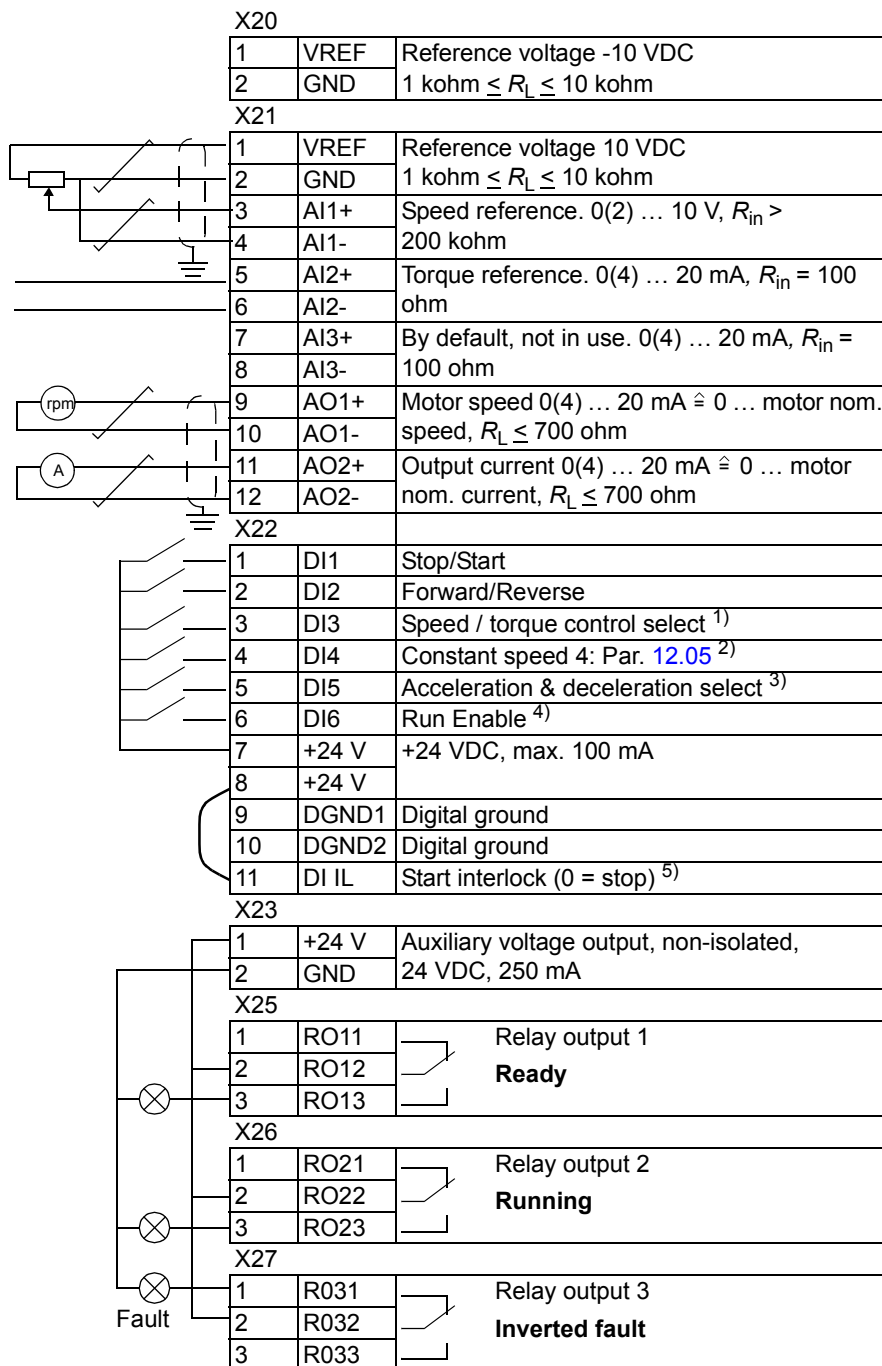 X20
1 VREF Reference voltage -10 VDC
2 GND 1 kohm ≤ RL ≤ 10 kohm
X21
1 VREF Reference voltage 10 VDC
2 GND 1 kohm ≤ RL ≤ 10 kohm
3 AI1+ Speed reference. 0(2) … 10 V, Rin >
4 AI1- 200 kohm
5 AI2+ Torque reference. 0(4) … 20 mA, Rin = 100
6 AI2- ohm
7 AI3+ By default, not in use. 0(4) … 20 mA, Rin =
8 AI3- 100 ohm
rpm 9 AO1+ Motor speed 0(4) … 20 mA ≙ 0 … motor nom.
10 AO1- speed, RL ≤ 700 ohm
A 11 AO2+ Output current 0(4) … 20 mA ≙ 0 … motor
12 AO2- nom. current, RL ≤ 700 ohm
X22
1 DI1 Stop/Start
2 DI2 Forward/Reverse
3 DI3 Speed / torque control select 1)
4 DI4 Constant speed 4: Par. 12.05 2)
5 DI5 Acceleration & deceleration select 3)
6 DI6 Run Enable 4)
7 +24 V +24 VDC, max. 100 mA
8 +24 V
9 DGND1 Digital ground
10 DGND2 Digital ground
11 DI IL Start interlock (0 = stop) 5)
X23
1 +24 V Auxiliary voltage output, non-isolated,
2 GND 24 VDC, 250 mA
X25
1 RO11 Relay output 1
2 RO12 Ready
3 RO13
X26
1 RO21 Relay output 2
2 RO22 Running
3 RO23
X27
1 R031 Relay output 3
Fault 2 R032 Inverted fault
3 R033